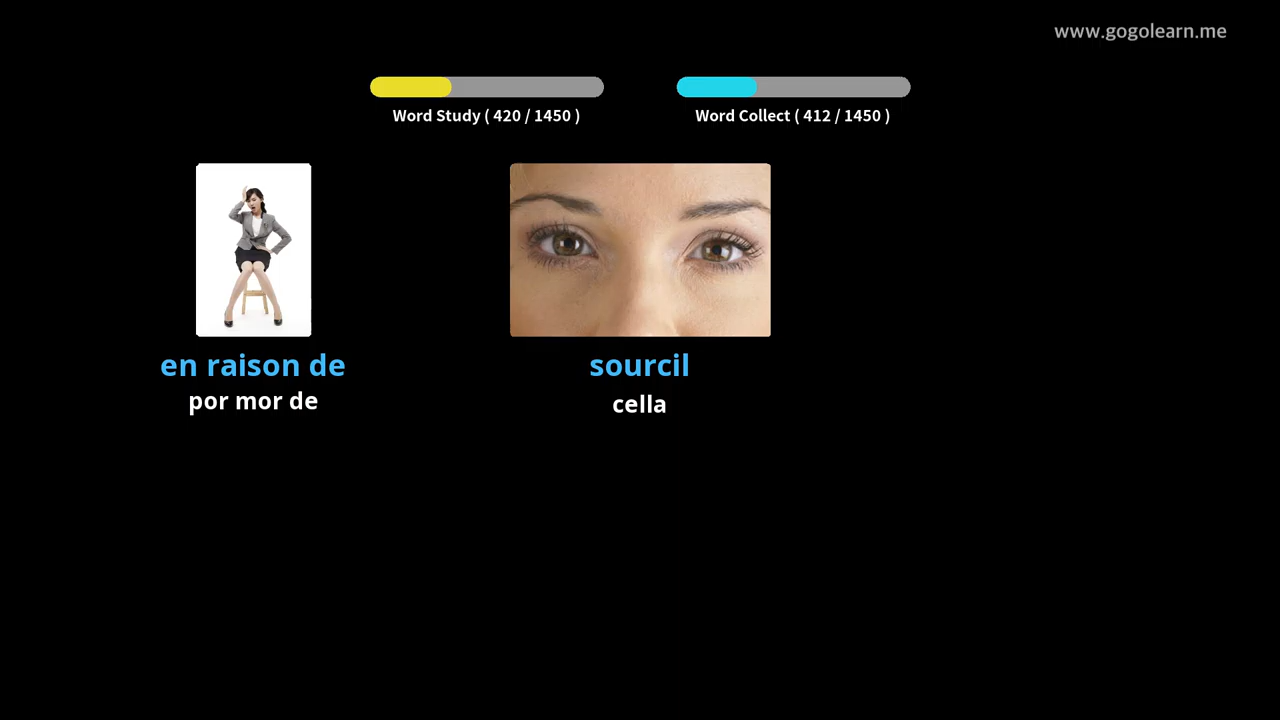 www.gogolearn.me
Word Study ( 420 / 1450 )
Word Collect ( 412 / 1450 )
en raison de
por mor de
sourcil
cella